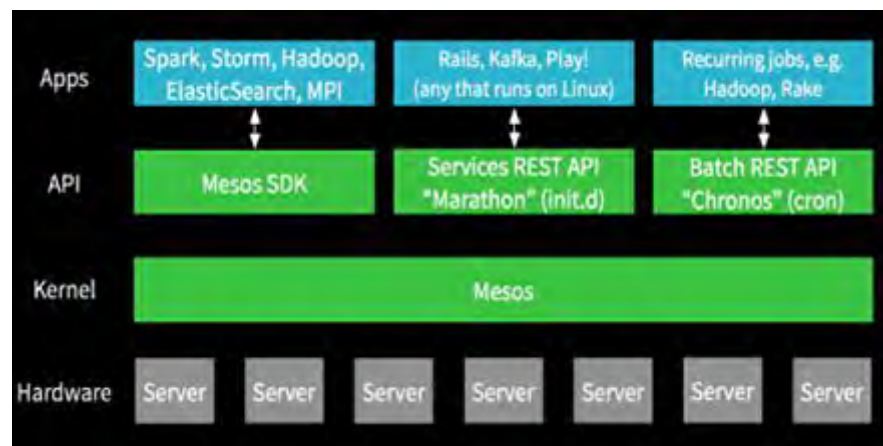 Apps
Spark, Storm, Hadoop,
ElasticSearch, MPI
Rails, Kafka, Play!
(any that runs on Linux)
Recurring jobs, e.g.
Hadoop, Rake
API
Mesos SDK
Services REST API
"Marathon" (init.d)
Batch REST API
"Chronos" (cron)
Kernel
Mesos
Hardware
Server
Server
Server
Server
Server
Server
Server